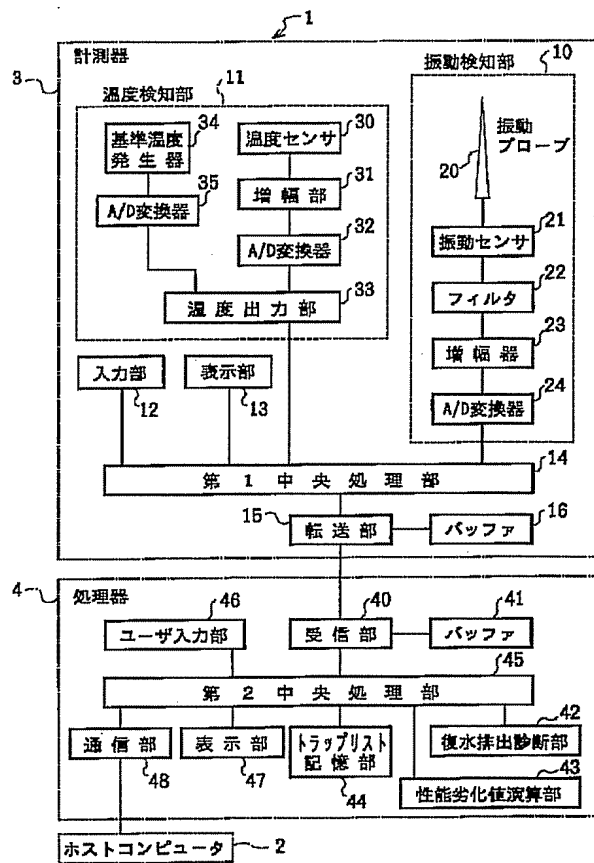 1
計測器
3
振動検知部
10
温度検知部
11
基準温度
発生器
34
温度センサ
30
振動
プローブ
20
A/D変換器
35
増幅部
31
A/D変換器
32
振動センサ
21
フィルタ
22
温度出力部
33
増幅器
23
A/D変換器
24
入力部
12
表示部
13
第1中央処理部
14
転送部
15
バッファ
16
処理器
4
ユーザ入力部
46
受信部
40
バッファ
41
第2中央処理部
45
通信部
48
表示部
47
トラップリスト
記憶部
44
復水排出診断部
42
性能劣化値演算部
43
ホストコンピュータ
2